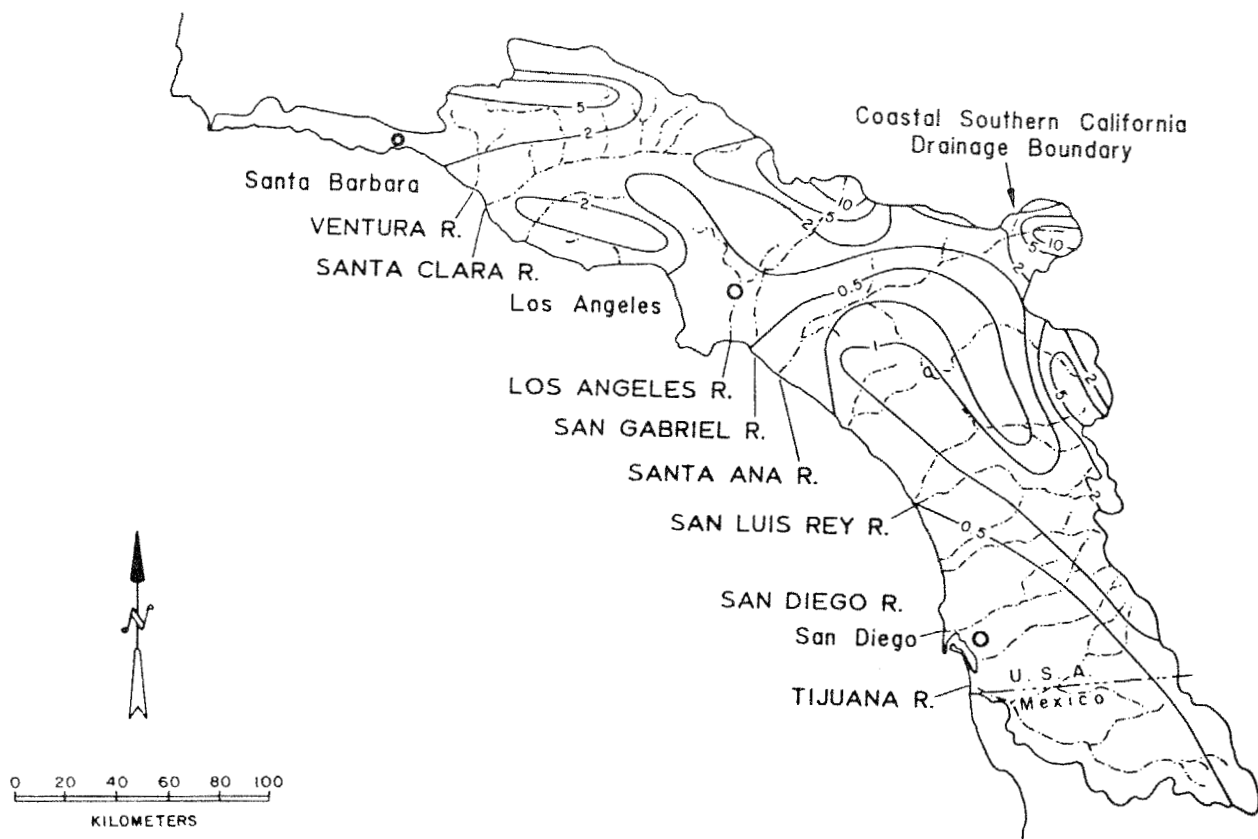 Coastal Southern California
Drainage Boundary
5
2
10
2
5
10
5
2
2
0.5
1
2
5
0.5
Santa Barbara
VENTURA R.
SANTA CLARA R.
Los Angeles
LOS ANGELES R.
SAN GABRIEL R.
SANTA ANA R.
SAN LUIS REY R.
SAN DIEGO R.
San Diego
U. S. A.
Mexico
TIJUANA R.
N
0 20 40 60 80 100
KILOMETERS